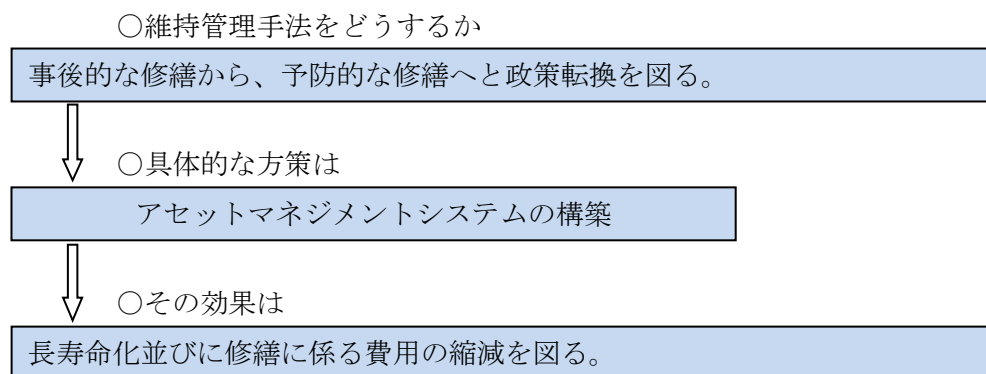 ○維持管理手法をどうするか
事後的な修繕から、予防的な修繕へと政策転換を図る。
○具体的な方策は
アセットマネジメントシステムの構築
○その効果は
長寿命化並びに修繕に係る費用の縮減を図る。